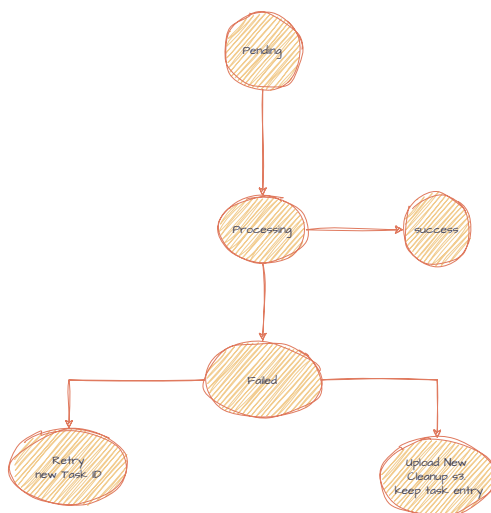 Pending
Processing
success
Failed
Retry
new Task ID
Upload New
Cleanup s3
keep task entry